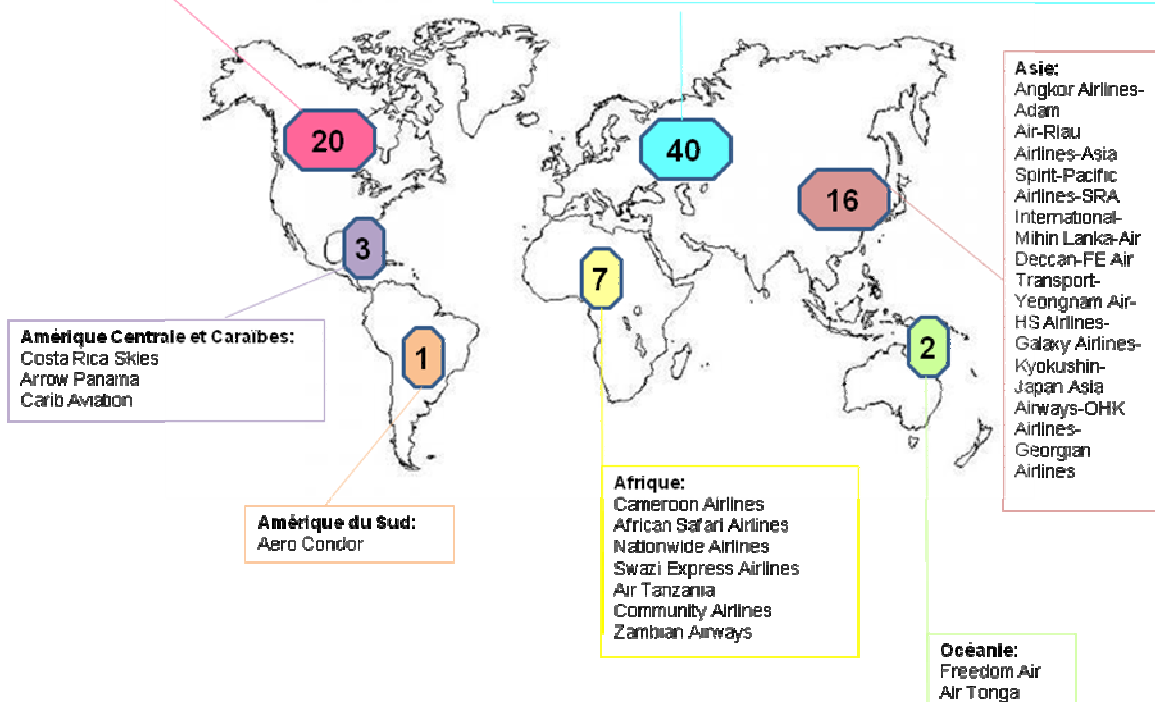 20
40
16
3
7
1
2
Asie:
Angkor Airlines-
Adam
Air-Riau
Airlines-Asia
Spirit-Pacific
Airlines-SRA
International-
Mihin Lanka-Air
Deccan-FE Air
Transport-
Yeongnam Air-
HS Airlines-
Galaxy Airlines-
Kyokushin-
Japan Asia
Airways-OHK
Airlines-
Georgian
Airlines
Amérique Centrale et Caraïbes:
Costa Rica Skies
Arrow Panama
Carib Aviation
Amérique du Sud:
Aero Condor
Afrique:
Cameroon Airlines
African Safari Airlines
Nationwide Airlines
Swazi Express Airlines
Air Tanzania
Community Airlines
Zambian Airways
Océanie:
Freedom Air
Air Tonga